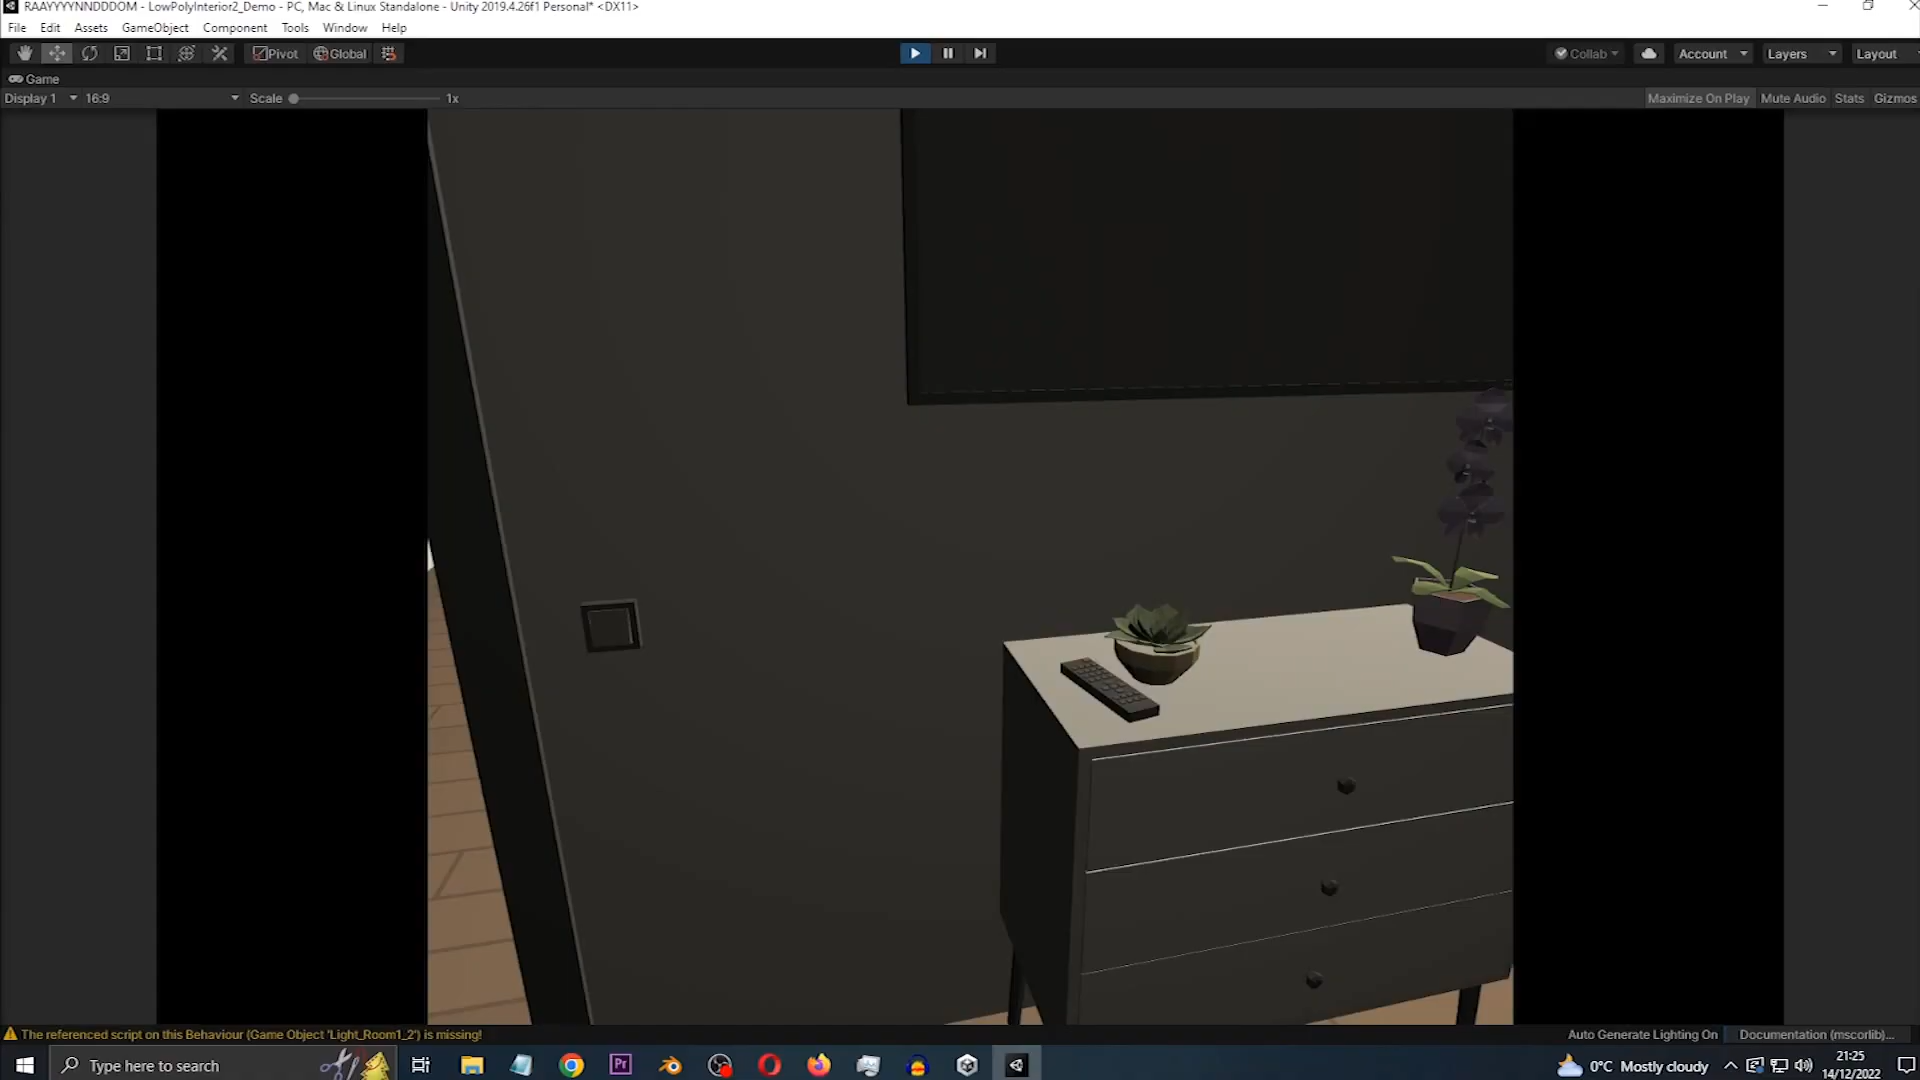 RAAYYYYNNDDDOM - LowPolyInterior2_Demo - PC, Mac & Linux Standalone - Unity 2019.4.26f1 Personal* <DX11>
File Edit Assets GameObject Component Tools Window Help
Pivot Global Collab Account Layers Layout
Game
Display 1 16:9 Scale 1x Maximize On Play Mute Audio Stats Gizmos
The referenced script on this Behaviour (Game Object 'Light_Room1_2') is missing!
Auto Generate Lighting On Documentation (mscorlib)...
Type here to search
Pr
0°C Mostly cloudy
21:25
14/12/2022